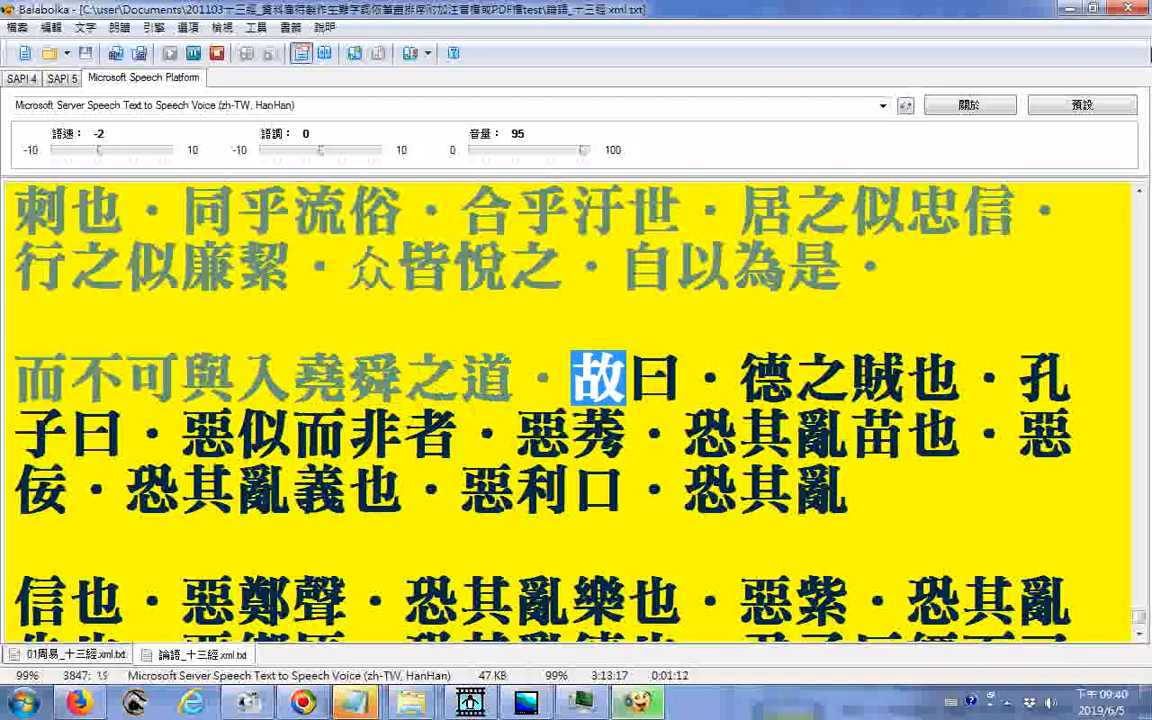 Balabolka - [C:\user\Documents\201103十三經_資料庫待製作生難字詞依筆畫排序附加注音檔或PDF檔test\論語_十三經 xml.txt]
檔案 編輯 文字 朗讀 引擎 選項 檢視 工具 書籤 說明
SAPI 4 SAPI 5 Microsoft Speech Platform
Microsoft Server Speech Text to Speech Voice (zh-TW, HanHan) 關於 預設
語速： -2 語調： 0 音量： 95
-10 10 -10 10 0 100
刺也．同乎流俗．合乎汙世．居之似忠信．
行之似廉絜．众皆悅之．自以為是．
而不可與入堯舜之道．故曰．德之賊也．孔
子曰．惡似而非者．惡莠．恐其亂苗也．惡
佞．恐其亂義也．惡利口．恐其亂
信也．惡鄭聲．恐其亂樂也．惡紫．恐其亂
01周易_十三經.xml.txt 論語_十三經.xml.txt
99% 3847: Microsoft Server Speech Text to Speech Voice (zh-TW, HanHan) 47 KB 99% 3:13:17 0:01:12
下午 09:40
2019/6/5